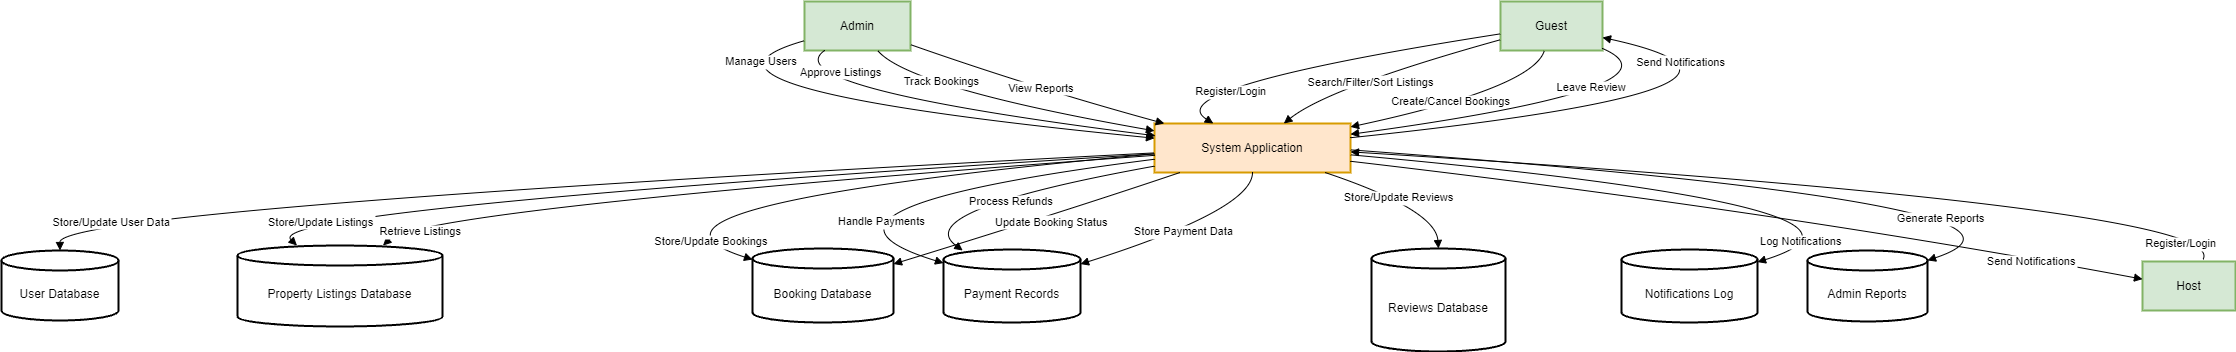 Admin
Guest
Manage Users
Approve Listings
Track Bookings
View Reports
Register/Login
Search/Filter/Sort Listings
Create/Cancel Bookings
Leave Review
Send Notifications
System Application
Store/Update User Data
Store/Update Listings
Retrieve Listings
Store/Update Bookings
Handle Payments
Process Refunds
Update Booking Status
Store Payment Data
Store/Update Reviews
Log Notifications
Generate Reports
Send Notifications
Register/Login
User Database
Property Listings Database
Booking Database
Payment Records
Reviews Database
Notifications Log
Admin Reports
Host